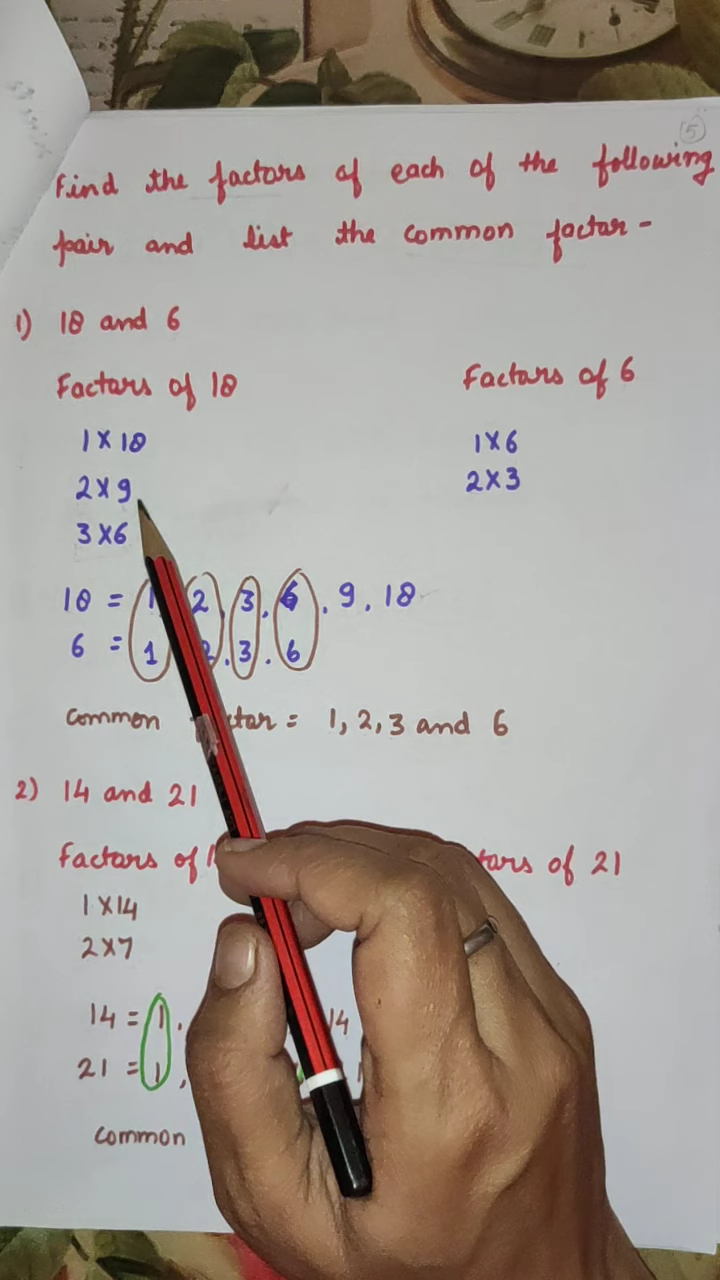 5
Find the factors of each of the following
pair and list the common factor -
1) 18 and 6
Factors of 18 Factors of 6
1 X 18 1 X 6
2 X 9 2 X 3
3 X 6
18 = 1, 2, 3, 6, 9, 18
6 = 1 2, 3, 6
common = 1, 2, 3 and 6
2) 14 and 21
Factors of of 21
1 X 14
2 X 7
14 = 1, 14
21 = 1,
common